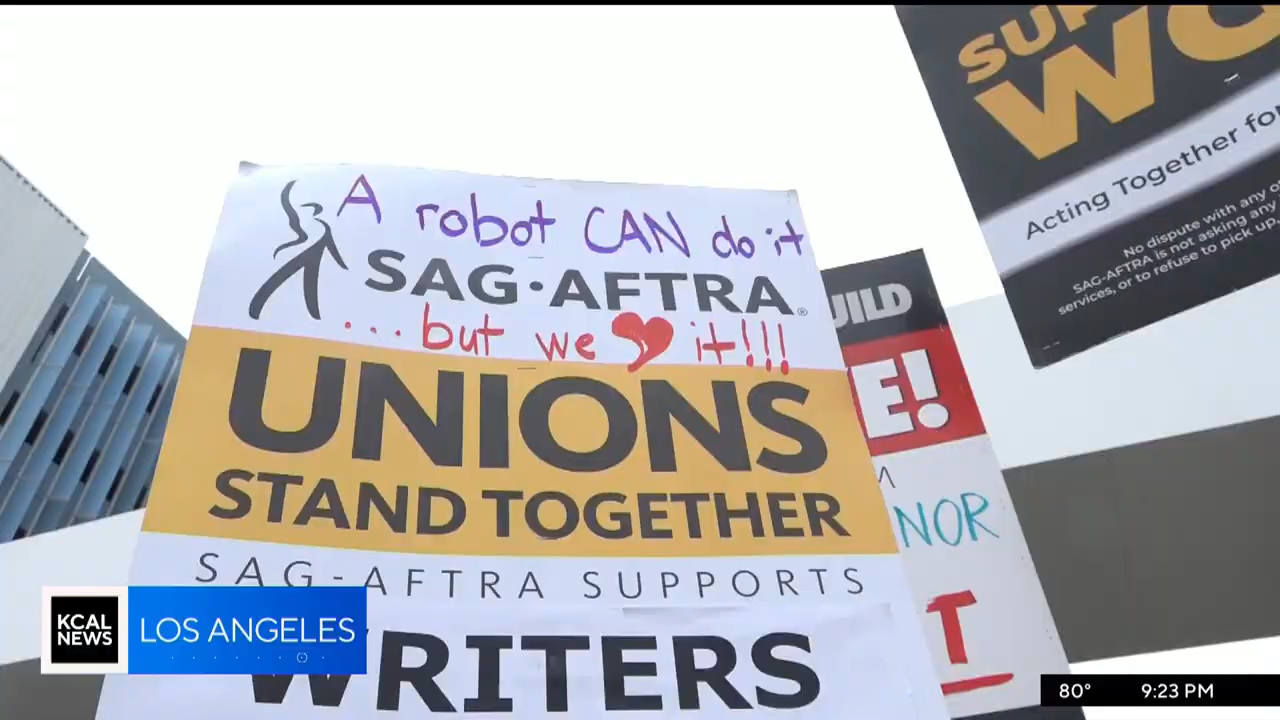 A robot CAN do it
SAG·AFTRA®
...but we ❤ it!!!
UNIONS
STAND TOGETHER
SAG-AFTRA SUPPORTS
WRITERS
WG
Acting Together for
No dispute with any
SAG-AFTRA is not asking any
services, or to refuse to pick up,
E!
NOR
T
KCAL
NEWS
LOS ANGELES
80° 9:23 PM